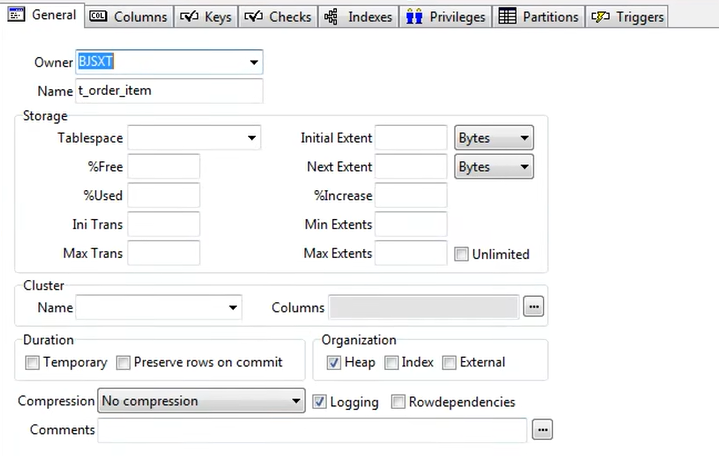 General Columns Keys Checks Indexes Privileges Partitions Triggers
Owner BJSXT
Name t_order_item
Storage
Tablespace Initial Extent Bytes
%Free Next Extent Bytes
%Used %Increase
Ini Trans Min Extents
Max Trans Max Extents Unlimited
Cluster
Name Columns ...
Duration Organization
Temporary Preserve rows on commit Heap Index External
Compression No compression Logging Rowdependencies
Comments ...